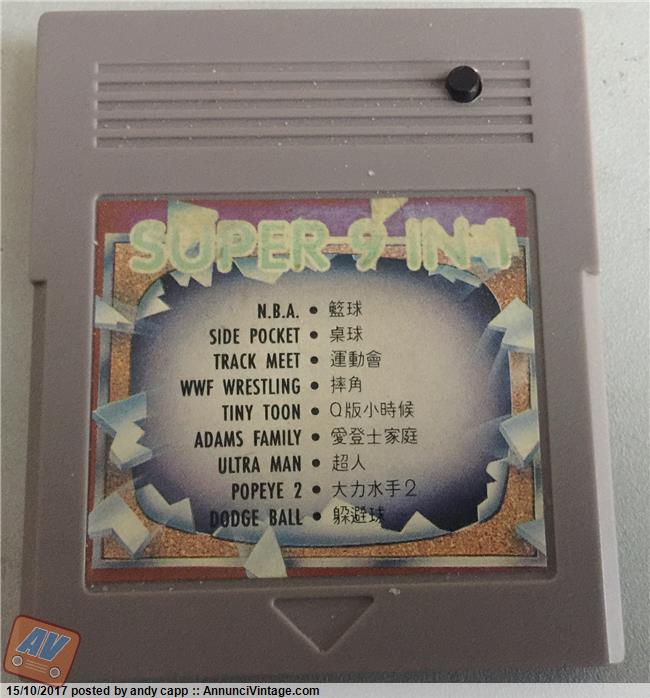 SUPER 9 IN 1
N.B.A. • 籃球
SIDE POCKET • 桌球
TRACK MEET • 運動會
WWF WRESTLING • 摔角
TINY TOON • Q版小時候
ADAMS FAMILY • 愛登士家庭
ULTRA MAN • 超人
POPEYE 2 • 大力水手2
DODGE BALL • 躲避球
AV
15/10/2017 posted by andy capp :: AnnunciVintage.com